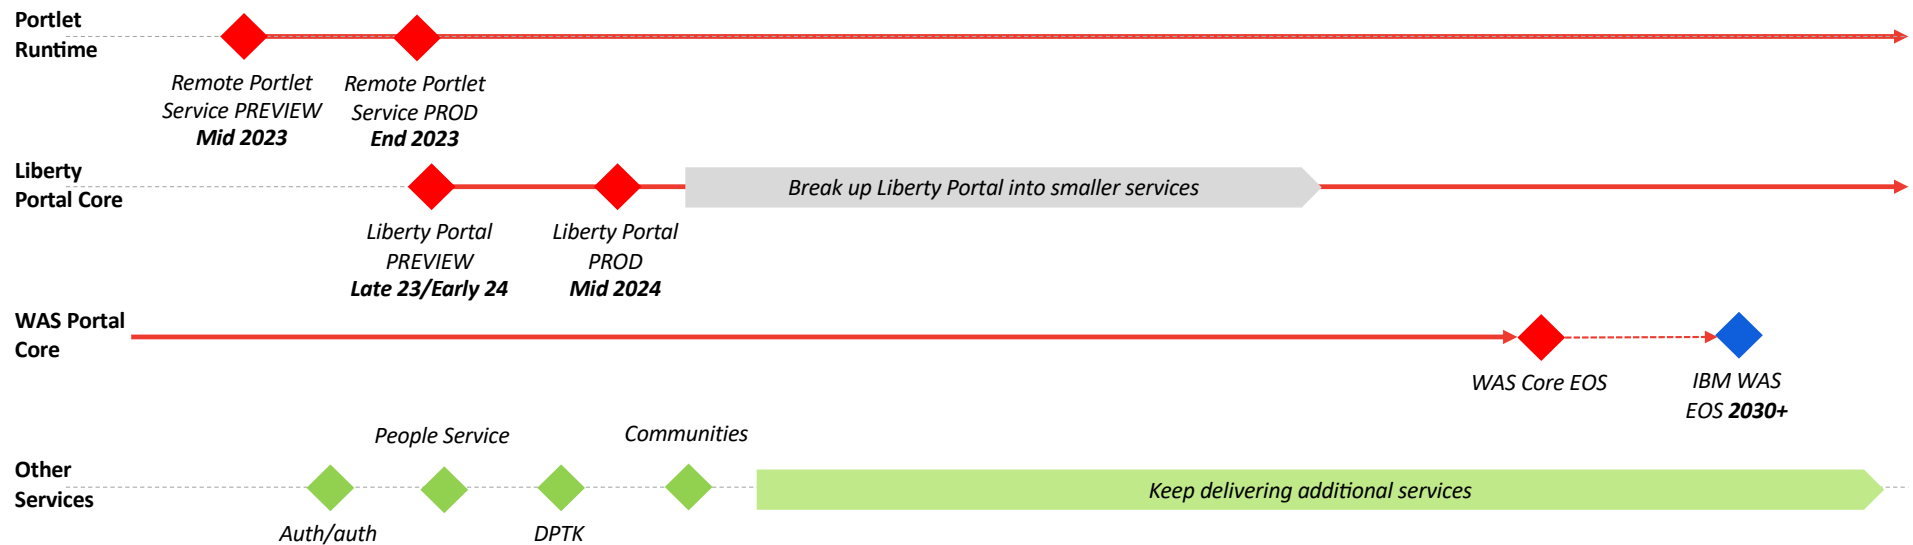 Portlet
Runtime
Remote Portlet
Service PREVIEW
Mid 2023
Remote Portlet
Service PROD
End 2023
Liberty
Portal Core
Break up Liberty Portal into smaller services
Liberty Portal
PREVIEW
Late 23/Early 24
Liberty Portal
PROD
Mid 2024
WAS Portal
Core
WAS Core EOS
IBM WAS
EOS 2030+
People Service
Communities
Other
Services
Keep delivering additional services
Auth/auth
DPTK